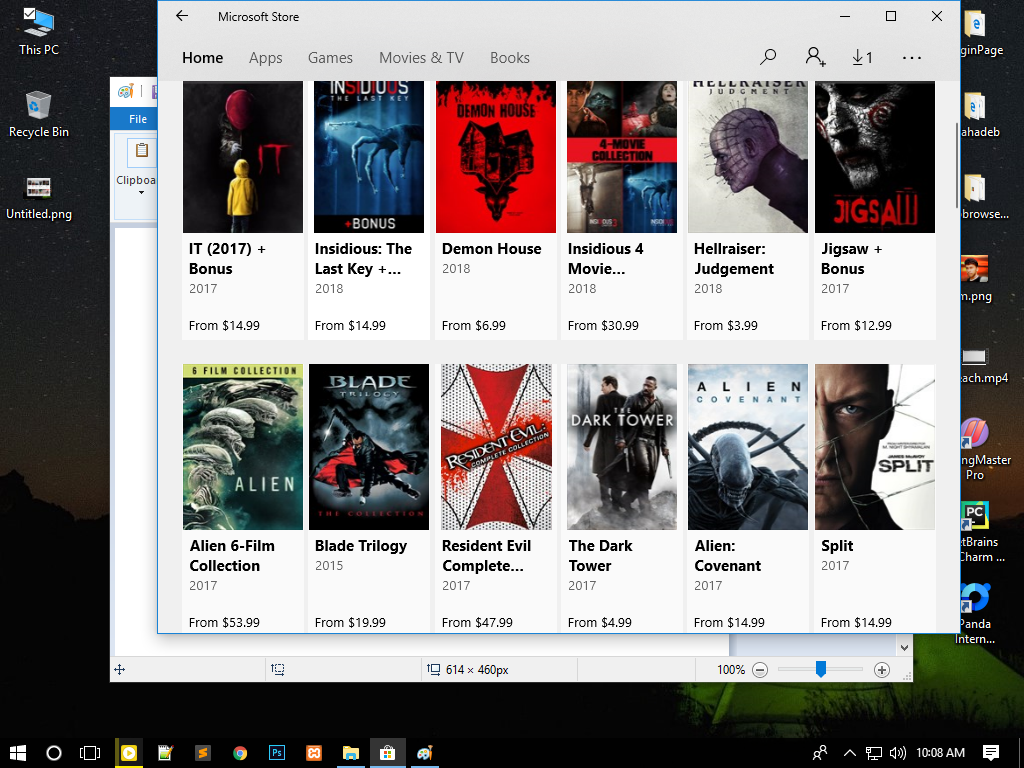 This PC
Recycle Bin
Untitled.png
File
Clipboa
Microsoft Store
Home Apps Games Movies & TV Books
1
IT
INSIDIOUS
THE LAST KEY
+BONUS
DEMON HOUSE
4-MOVIE
COLLECTION
HELLRAISER
JUDGMENT
JIGSAW
IT (2017) +
Bonus
2017
From $14.99
Insidious: The
Last Key +...
2018
From $14.99
Demon House
2018
From $6.99
Insidious 4
Movie...
2018
From $30.99
Hellraiser:
Judgement
2018
From $3.99
Jigsaw +
Bonus
2017
From $12.99
6 FILM COLLECTION
ALIEN
BLADE
TRILOGY
THE COLLECTION
RESIDENT EVIL:
COMPLETE COLLECTION
THE
DARK TOWER
ALIEN
COVENANT
JAMES McAVOY
SPLIT
Alien 6-Film
Collection
2017
From $53.99
Blade Trilogy
2015
From $19.99
Resident Evil
Complete...
2017
From $47.99
The Dark
Tower
2017
From $4.99
Alien:
Covenant
2017
From $14.99
Split
2017
From $14.99
ginPage
ahadeb
browse...
m.png
each.mp4
ngMaster
Pro
PC
etBrains
Charm ...
Panda
Intern...
614 × 460px
100%
Ps
10:08 AM